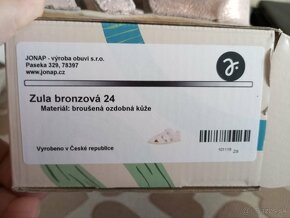 JONAP - výroba obuvi s.r.o.
Paseka 329, 78397
www.jonap.cz
Zula bronzová 24
Materiál: broušená ozdobná kůže
Vyrobeno v České republice